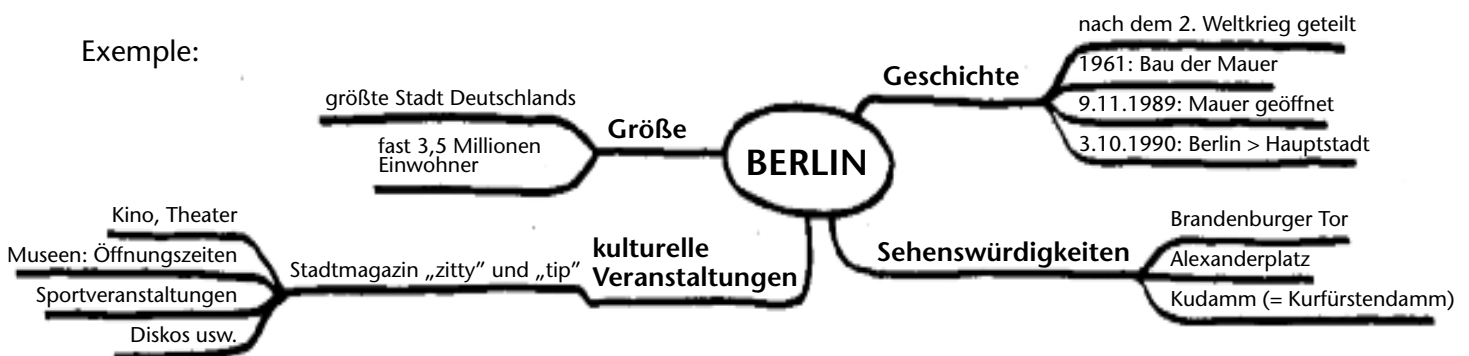 Exemple:
BERLIN
Geschichte
nach dem 2. Weltkrieg geteilt
1961: Bau der Mauer
9.11.1989: Mauer geöffnet
3.10.1990: Berlin > Hauptstadt
Größe
größte Stadt Deutschlands
fast 3,5 Millionen
Einwohner
kulturelle
Veranstaltungen
Stadtmagazin „zitty” und „tip”
Kino, Theater
Museen: Öffnungszeiten
Sportveranstaltungen
Diskos usw.
Sehenswürdigkeiten
Brandenburger Tor
Alexanderplatz
Kudamm (= Kurfürstendamm)